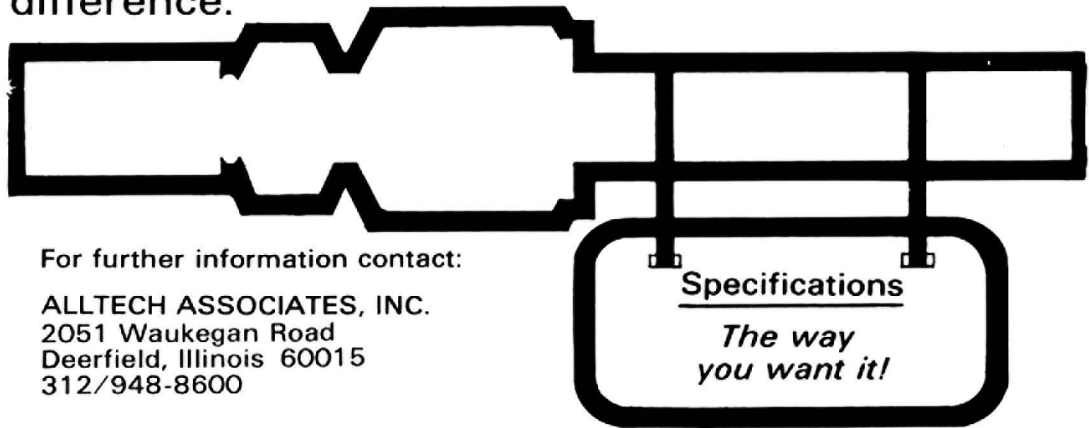 difference.
For further information contact:
ALLTECH ASSOCIATES, INC.
2051 Waukegan Road
Deerfield, Illinois 60015
312/948-8600
Specifications
The way
you want it!